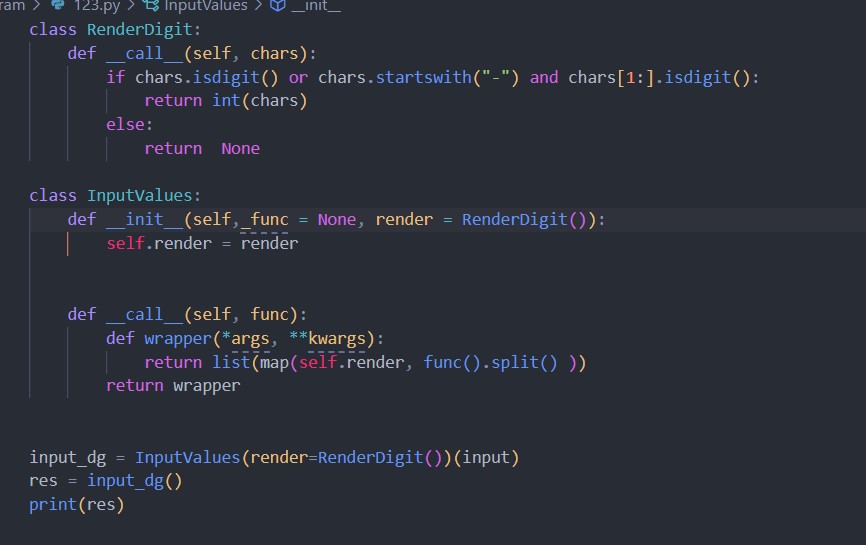 ram > 123.py > InputValues > __init__
class RenderDigit:
    def __call__(self, chars):
        if chars.isdigit() or chars.startswith("-") and chars[1:].isdigit():
            return int(chars)
        else:
            return  None
class InputValues:
    def __init__(self,_func = None, render = RenderDigit()):
        self.render = render
    def __call__(self, func):
        def wrapper(*args, **kwargs):
            return list(map(self.render, func().split() ))
        return wrapper
input_dg = InputValues(render=RenderDigit())(input)
res = input_dg()
print(res)